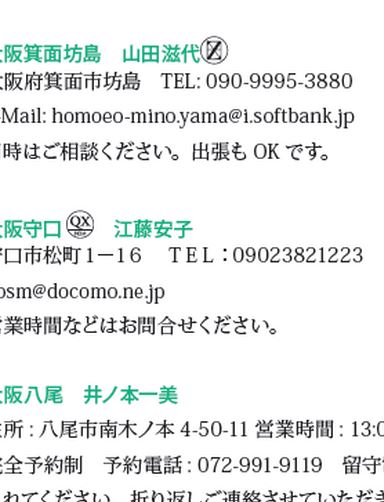 大阪箕面坊島　山田滋代 Z
大阪府箕面市坊島　TEL: 090-9995-3880
-Mail: homoeo-mino.yama@i.softbank.jp
時はご相談ください。出張も OK です。
大阪守口 QX　江藤安子
守口市松町1－16　TEL：09023821223
osm@docomo.ne.jp
営業時間などはお問合せください。
大阪八尾　井ノ本一美
住所 : 八尾市南木ノ本 4-50-11 営業時間 : 13:0
完全予約制　予約電話 : 072-991-9119　留守
れてください。折り返しご連絡させていただき